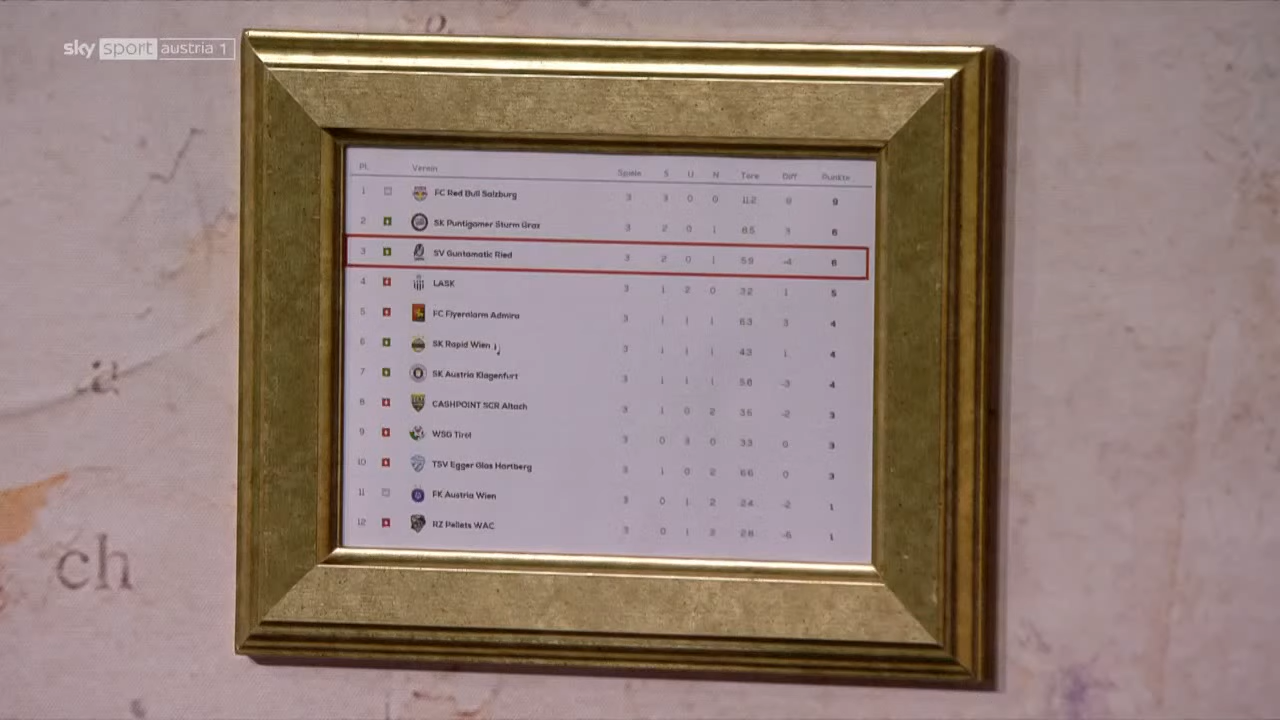 sky sport austria 1
o.
Pl. Verein Spiele S U N Tore Diff Punkte
1 FC Red Bull Salzburg 3 3 0 0 11:2 9 9
2 SK Puntigamer Sturm Graz 3 2 0 1 8:5 3 6
3 SV Guntamatic Ried 3 2 0 1 5:9 -4 6
4 LASK 3 1 2 0 3:2 1 5
5 FC Flyeralarm Admira 3 1 1 1 6:3 3 4
6 SK Rapid Wien 3 1 1 1 4:3 1 4
7 SK Austria Klagenfurt 3 1 1 1 -3 4
8 CASHPOINT SCR Altach 3 1 0 2 -2 3
9 WSG Tirol 3 0 3 0 3:3 0 3
10 TSV Egger Glas Hartberg 3 1 0 2 6:6 0 3
11 FK Austria Wien 3 0 1 2 2:4 -2 1
12 RZ Pellets WAC 3 0 1 2 2:8 -6 1
.a
ch